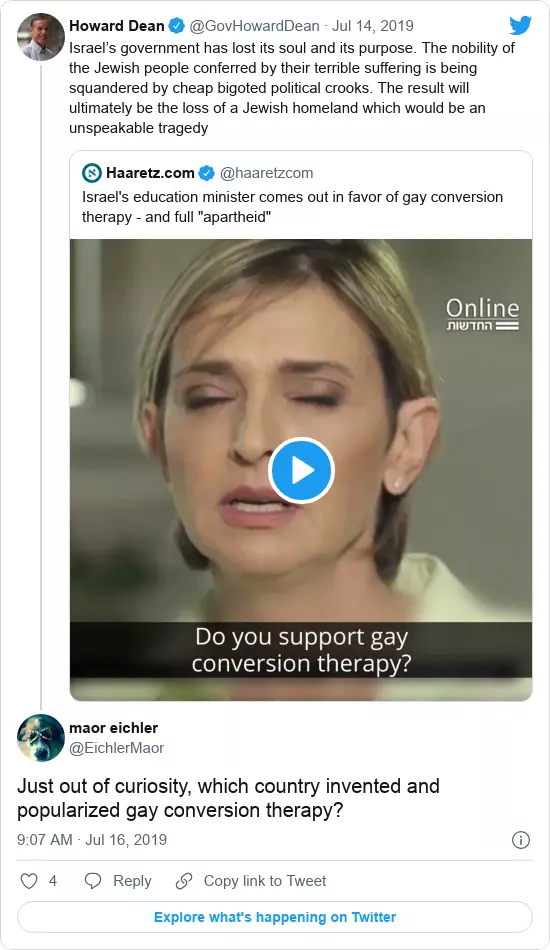 Howard Dean @GovHowardDean · Jul 14, 2019
Israel's government has lost its soul and its purpose. The nobility of
the Jewish people conferred by their terrible suffering is being
squandered by cheap bigoted political crooks. The result will
ultimately be the loss of a Jewish homeland which would be an
unspeakable tragedy
Haaretz.com @haaretzcom
Israel's education minister comes out in favor of gay conversion
therapy - and full "apartheid"
Online
החדשות
Do you support gay
conversion therapy?
maor eichler
@EichlerMaor
Just out of curiosity, which country invented and
popularized gay conversion therapy?
9:07 AM · Jul 16, 2019
4 Reply Copy link to Tweet
Explore what's happening on Twitter